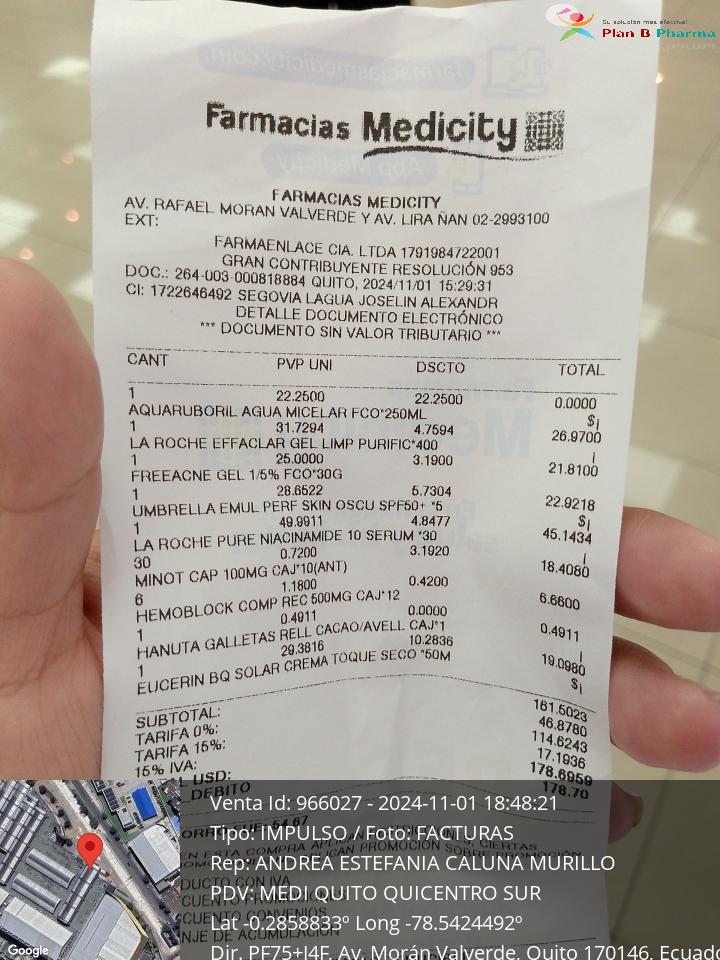 Su solución más efectiva!
Plan B Pharma
Farmacias Medicity
FARMACIAS MEDICITY
AV. RAFAEL MORAN VALVERDE Y AV. LIRA ÑAN 02-2993100
EXT:
FARMAENLACE CIA. LTDA 1791984722001
GRAN CONTRIBUYENTE RESOLUCIÓN 953
DOC.: 264-003-000818884 QUITO, 2024/11/01 15:29:31
CI: 1722646492 SEGOVIA LAGUA JOSELIN ALEXANDR
DETALLE DOCUMENTO ELECTRÓNICO
*** DOCUMENTO SIN VALOR TRIBUTARIO ***
CANT PVP UNI DSCTO TOTAL
1 22.2500 22.2500 0.0000
AQUARUBORIL AGUA MICELAR FCO*250ML $¡
1 31.7294 4.7594 26.9700
LA ROCHE EFFACLAR GEL LIMP PURIFIC*400 ¡
1 25.0000 3.1900 21.8100
FREEACNE GEL 1/5% FCO*30G
1 28.6522 5.7304 22.9218
UMBRELLA EMUL PERF SKIN OSCU SPF50+ *5 $¡
1 49.9911 4.8477 45.1434
LA ROCHE PURE NIACINAMIDE 10 SERUM *30 ¡
30 0.7200 3.1920 18.4080
MINOT CAP 100MG CAJ*10(ANT)
6 1.1800 0.4200 6.6600
HEMOBLOCK COMP REC 500MG CAJ*12
1 0.4911 0.0000 0.4911
HANUTA GALLETAS RELL CACAO/AVELL CAJ*1 ¡
1 29.3816 10.2836 19.0980
EUCERIN BQ SOLAR CREMA TOQUE SECO *50M $¡
SUBTOTAL: 161.5023
TARIFA 0%: 46.8780
TARIFA 15%: 114.6243
15% IVA: 17.1936
L USD: 178.6959
DEBITO 178.70
Venta Id: 966027 - 2024-11-01 18:48:21
Tipo: IMPULSO / Foto: FACTURAS
Rep: ANDREA ESTEFANIA CALUNA MURILLO
PDV: MEDI QUITO QUICENTRO SUR
Lat -0.2858833º Long -78.5424492º
Dir. PF75+J4F, Av. Morán Valverde, Quito 170146, Ecuado
Google